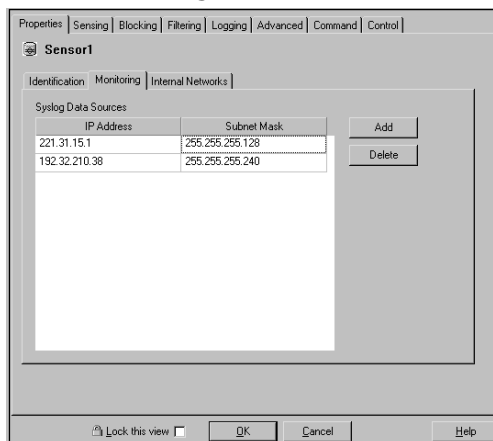 Properties Sensing Blocking Filtering Logging Advanced Command Control
Sensor1
Identification Monitoring Internal Networks
Syslog Data Sources
IP Address Subnet Mask Add
221.31.15.1 255.255.255.128
192.32.210.38 255.255.255.240 Delete
Lock this view OK Cancel Help